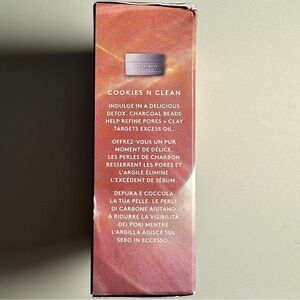 COOKIES N CLEAN
INDULGE IN A DELICIOUS
DETOX. CHARCOAL BEADS
HELP REFINE PORES + CLAY
TARGETS EXCESS OIL.
OFFREZ-VOUS UN PUR
MOMENT DE DÉLICE.
LES PERLES DE CHARBON
RESSERRENT LES PORES ET
L'ARGILE ÉLIMINE
L'EXCÉDENT DE SÉBUM.
DEPURA E COCCOLA
LA TUA PELLE. LE PERLE
DI CARBONE AIUTANO
A RIDURRE LA VISIBILITÀ
DEI PORI MENTRE
L'ARGILLA AGISCE SUL
SEBO IN ECCESSO.